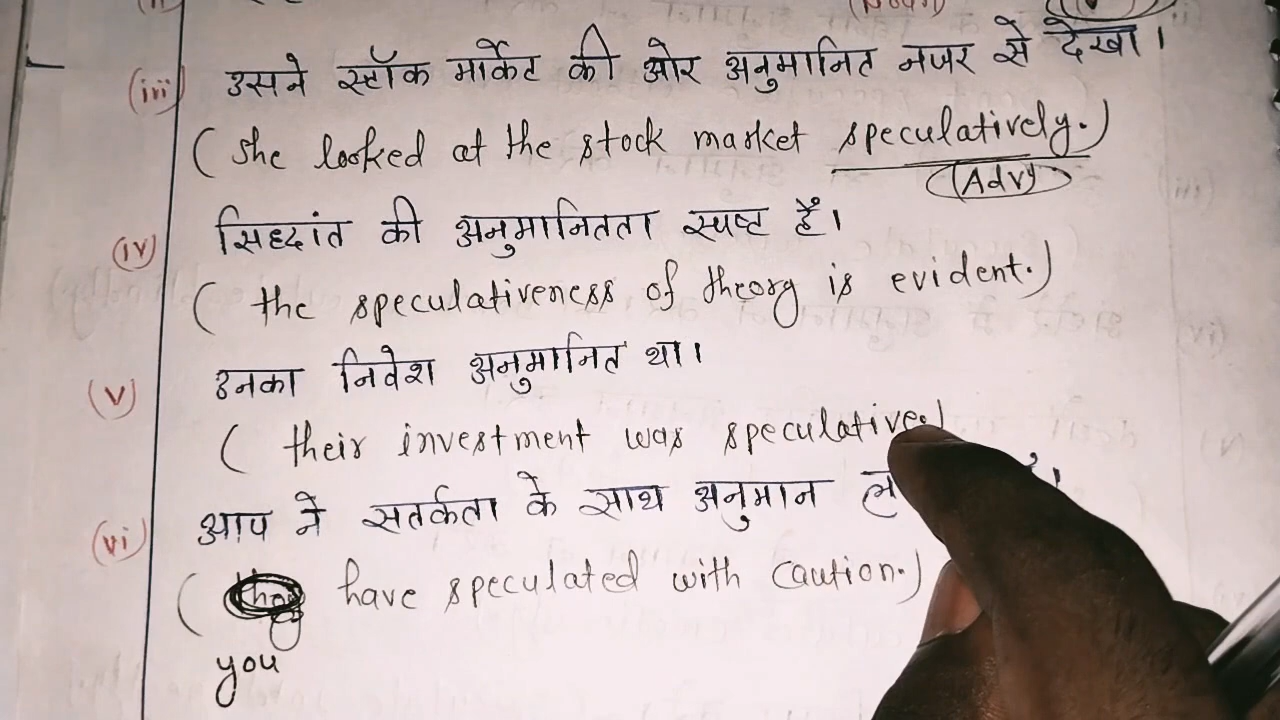 (iii) उसने स्टॉक मार्केट की ओर अनुमानित नजर से देखा।
( she looked at the stock market speculatively.)
(Adv)
(iv) सिध्दांत की अनुमानितता स्पष्ट है।
( the speculativeness of theory is evident.)
(v) उनका निवेश अनुमानित था।
( their investment was speculative.)
(vi) आप ने सतर्कता के साथ अनुमान
( have speculated with caution.)
you